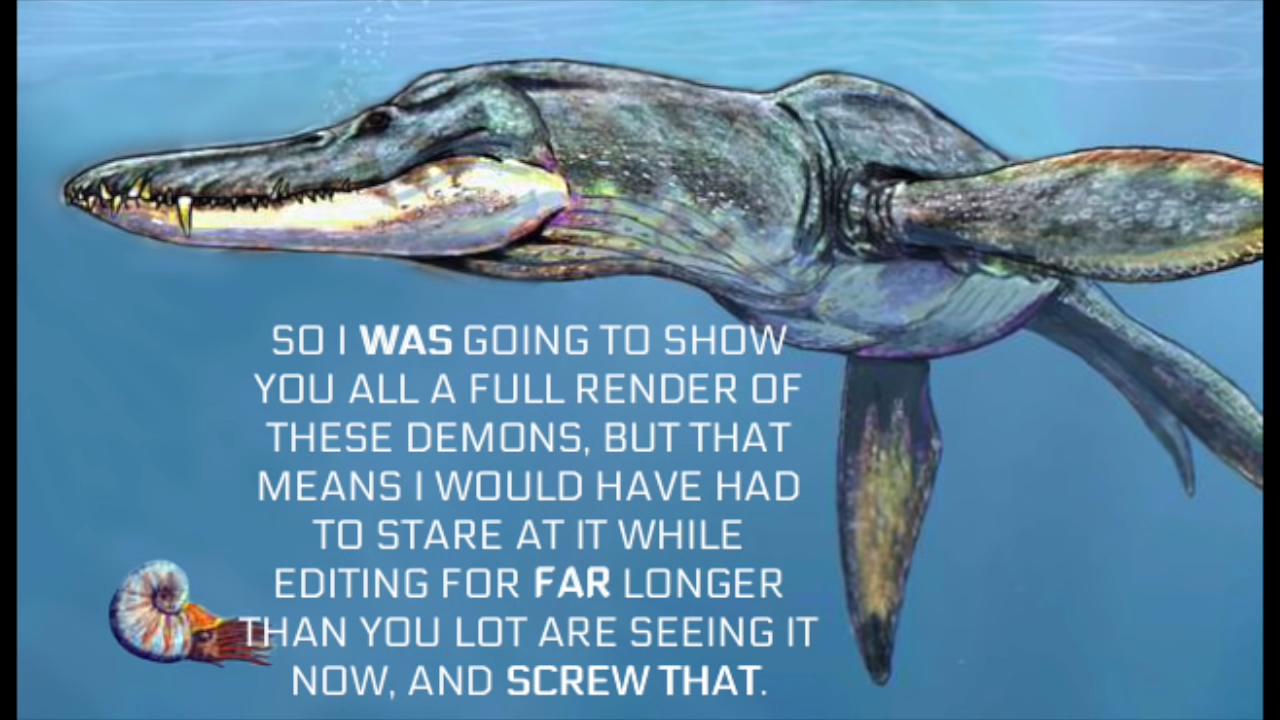 SO I WAS GOING TO SHOW
YOU ALL A FULL RENDER OF
THESE DEMONS, BUT THAT
MEANS I WOULD HAVE HAD
TO STARE AT IT WHILE
EDITING FOR FAR LONGER
THAN YOU LOT ARE SEEING IT
NOW, AND SCREW THAT.